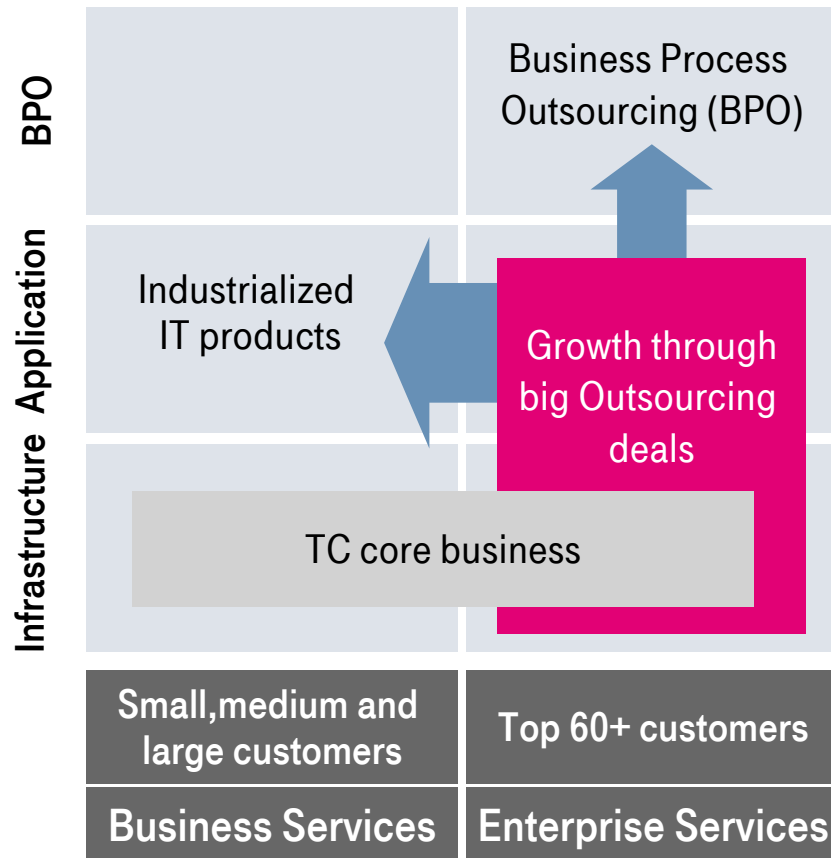 BPO
Business Process
Outsourcing (BPO)
Application
Industrialized
IT products
Growth through
big Outsourcing
deals
Infrastructure
TC core business
Small,medium and
large customers
Top 60+ customers
Business Services
Enterprise Services